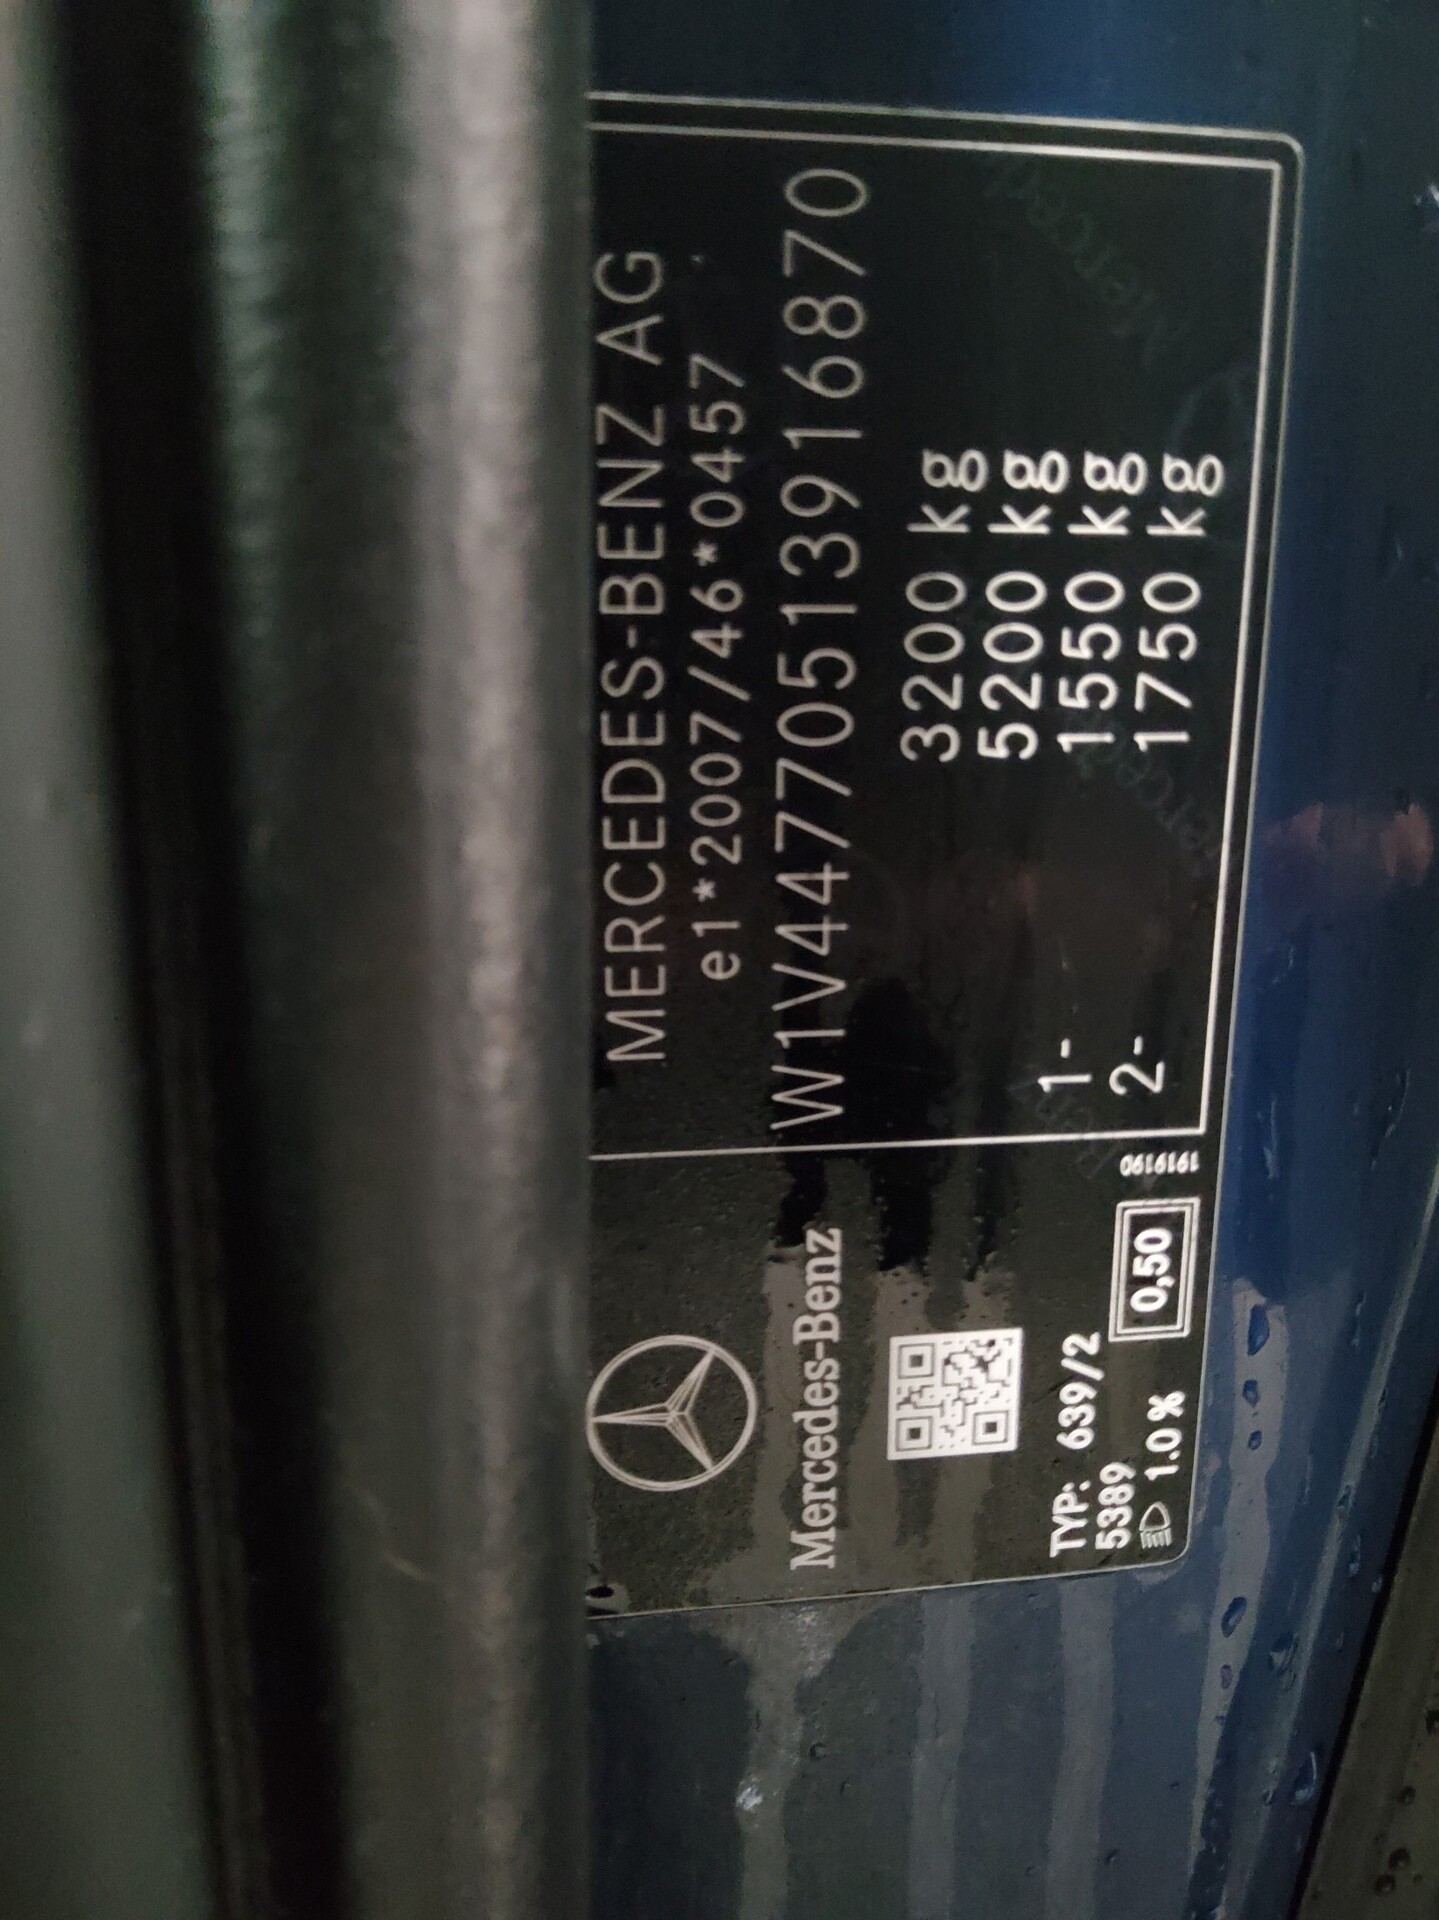 MERCEDES-BENZ AG
e1*2007/46*0457
W1V44770513916870
3200 kg
5200 kg
1- 1550 kg
2- 1750 kg
Mercedes-Benz
TYP: 639/2
5389
1.0%
0,50
1919190